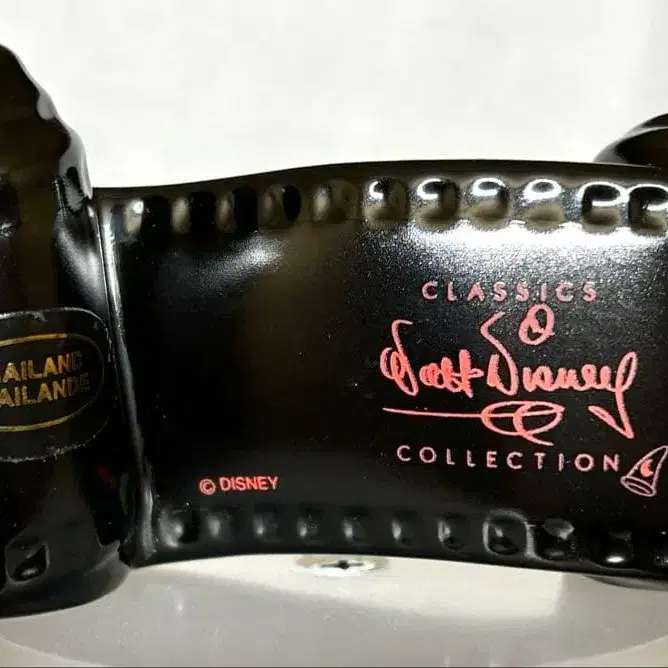 CLASSICS
Walt Disney
COLLECTION
© DISNEY
AILAND
AILANDE